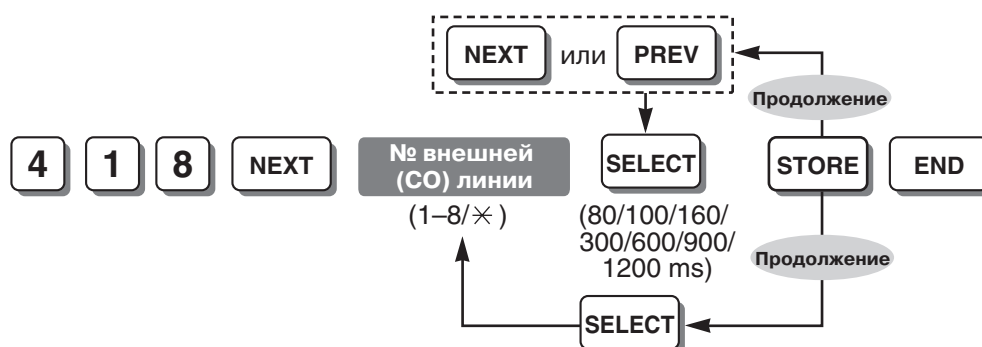 NEXT или PREV
Продолжение
4 1 8 NEXT № внешней (CO) линии SELECT STORE END
(1–8/✳)
(80/100/160/
300/600/900/
1200 ms)
Продолжение
SELECT